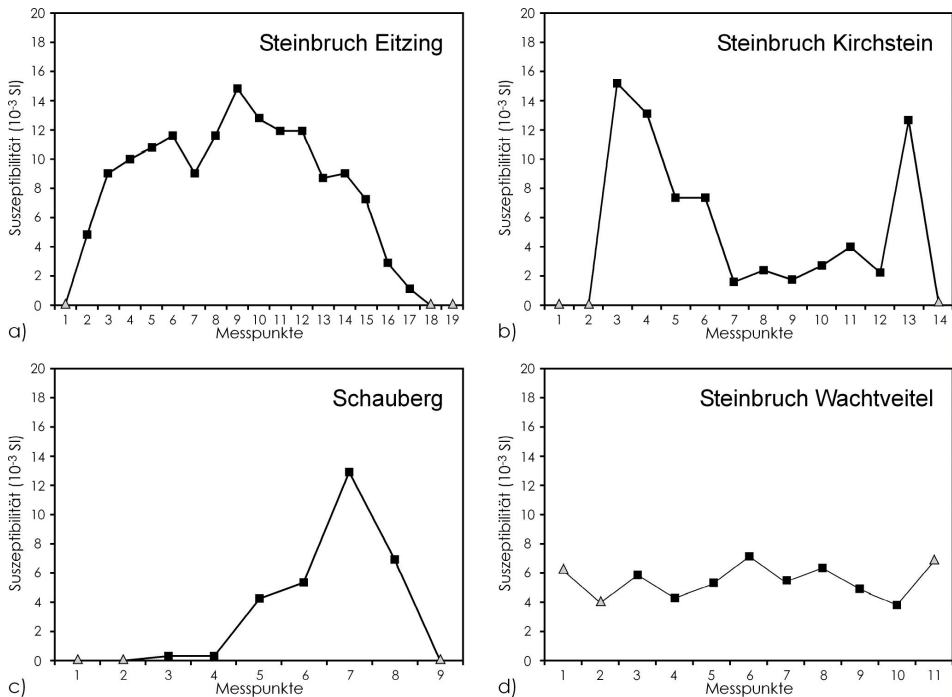 Steinbruch Eitzing
Suszeptibilität (10-3 SI)
20
18
16
14
12
10
8
6
4
2
0
1 2 3 4 5 6 7 8 9 10 11 12 13 14 15 16 17 18 19
Messpunkte
a)
Steinbruch Kirchstein
Suszeptibilität (10-3 SI)
20
18
16
14
12
10
8
6
4
2
0
1 2 3 4 5 6 7 8 9 10 11 12 13 14
Messpunkte
b)
Schauberg
Suszeptibilität (10-3 SI)
20
18
16
14
12
10
8
6
4
2
0
1 2 3 4 5 6 7 8 9
Messpunkte
c)
Steinbruch Wachtveitel
Suszeptibilität (10-3 SI)
20
18
16
14
12
10
8
6
4
2
0
1 2 3 4 5 6 7 8 9 10 11
Messpunkte
d)